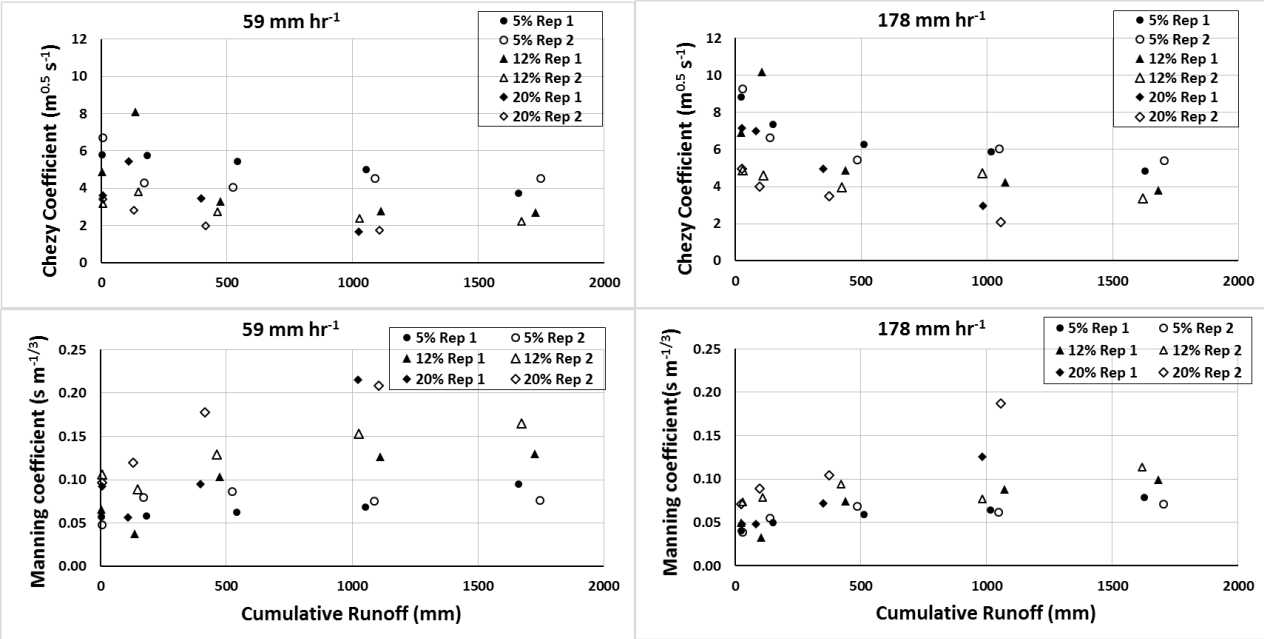 59 mm hr-1
Chezy Coefficient (m0.5 s-1)
12
10
8
6
4
2
0
0 500 1000 1500 2000
5% Rep 1
5% Rep 2
12% Rep 1
12% Rep 2
20% Rep 1
20% Rep 2
178 mm hr-1
Chezy Coefficient (m0.5 s-1)
12
10
8
6
4
2
0
0 500 1000 1500 2000
5% Rep 1
5% Rep 2
12% Rep 1
12% Rep 2
20% Rep 1
20% Rep 2
59 mm hr-1
Manning coefficient (s m-1/3)
0.25
0.20
0.15
0.10
0.05
0.00
0 500 1000 1500 2000
Cumulative Runoff (mm)
5% Rep 1 5% Rep 2
12% Rep 1 12% Rep 2
20% Rep 1 20% Rep 2
178 mm hr-1
Manning coefficient(s m-1/3)
0.25
0.20
0.15
0.10
0.05
0.00
0 500 1000 1500 2000
Cumulative Runoff (mm)
5% Rep 1 5% Rep 2
12% Rep 1 12% Rep 2
20% Rep 1 20% Rep 2